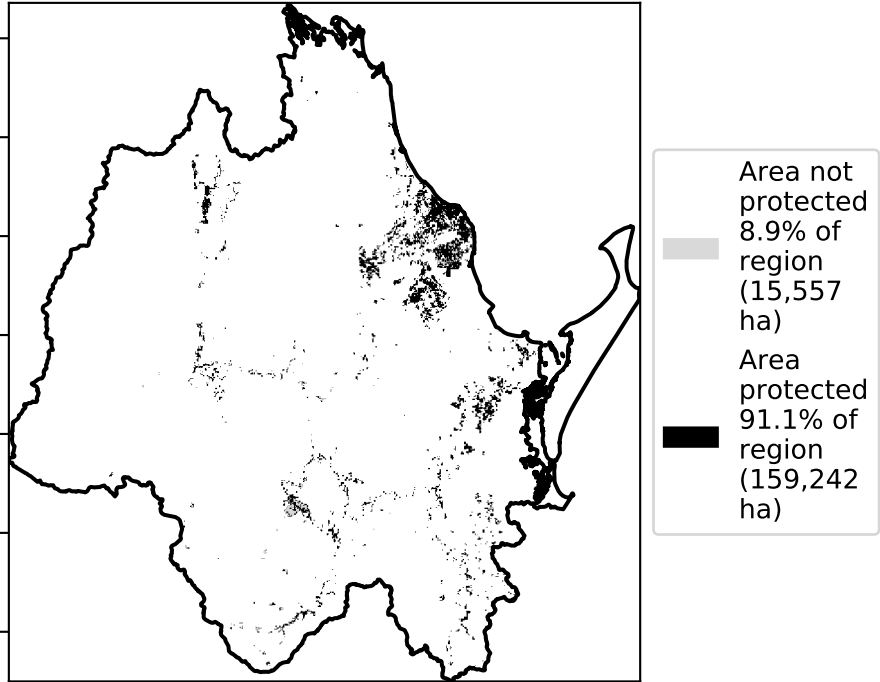 Area not
protected
8.9% of
region
(15,557
ha)
Area
protected
91.1% of
region
(159,242
ha)